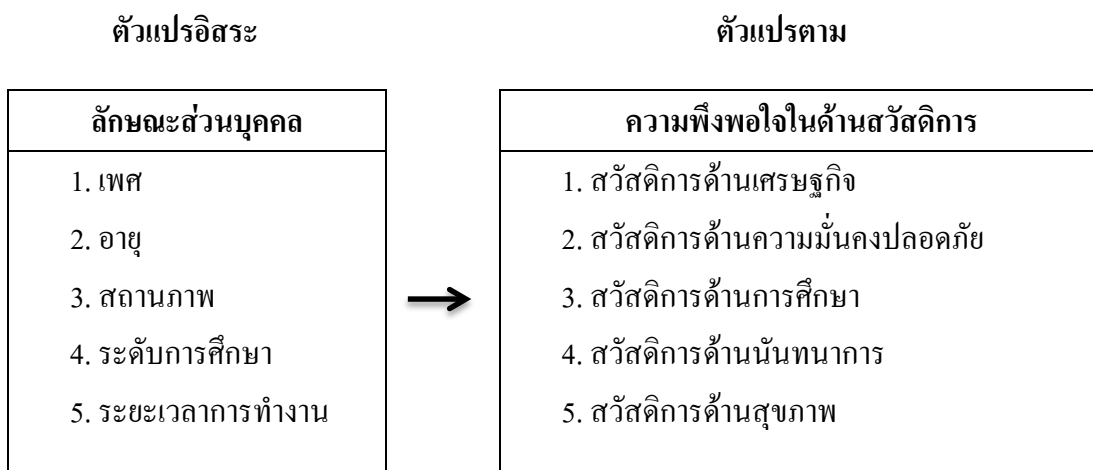 ตัวแปรอิสระ
ตัวแปรตาม
ลักษณะส่วนบุคคล
1. เพศ
2. อายุ
3. สถานภาพ
4. ระดับการศึกษา
5. ระยะเวลาการทำงาน
ความพึงพอใจในด้านสวัสดิการ
1. สวัสดิการด้านเศรษฐกิจ
2. สวัสดิการด้านความมั่นคงปลอดภัย
3. สวัสดิการด้านการศึกษา
4. สวัสดิการด้านนันทนาการ
5. สวัสดิการด้านสุขภาพ